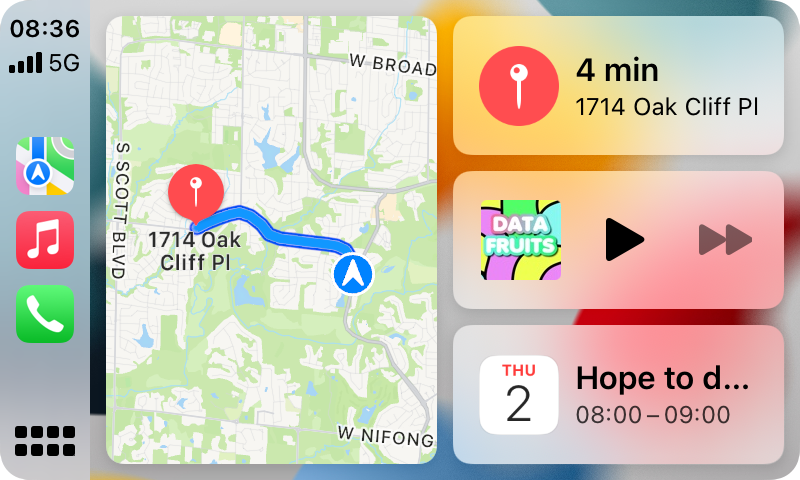 08:36
5G
W BROAD
S SCOTT BLVD
1714 Oak
Cliff Pl
W NIFONG
4 min
1714 Oak Cliff Pl
DATA
FRUITS
THU
2
Hope to d...
08:00 – 09:00